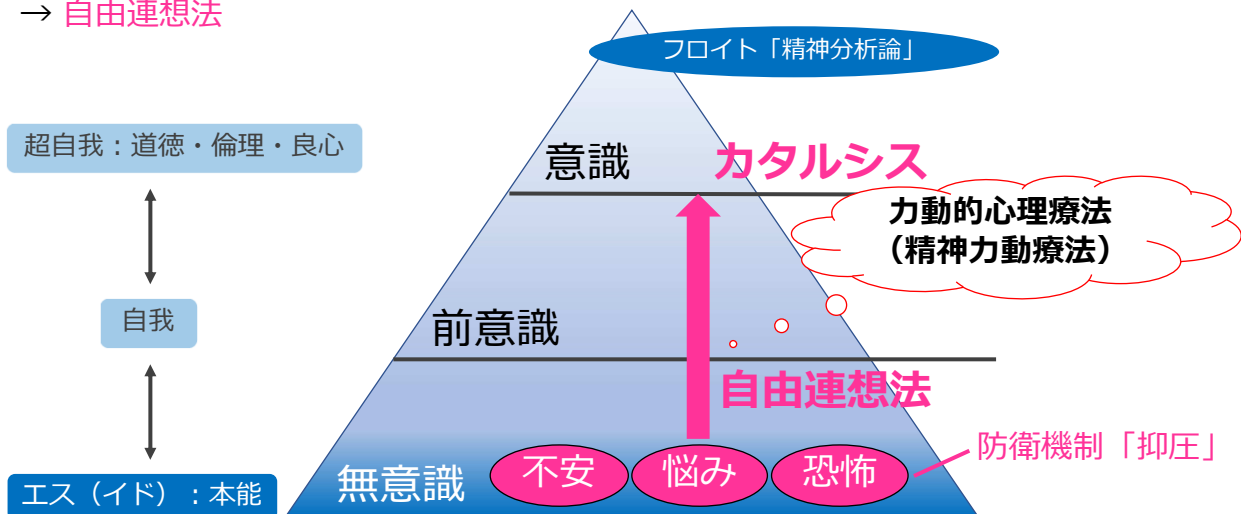 → 自由連想法
フロイト「精神分析論」
超自我：道徳・倫理・良心
意識
カタルシス
力動的心理療法
（精神力動療法）
自我
前意識
自由連想法
防衛機制「抑圧」
エス（イド）：本能
無意識
不安
悩み
恐怖